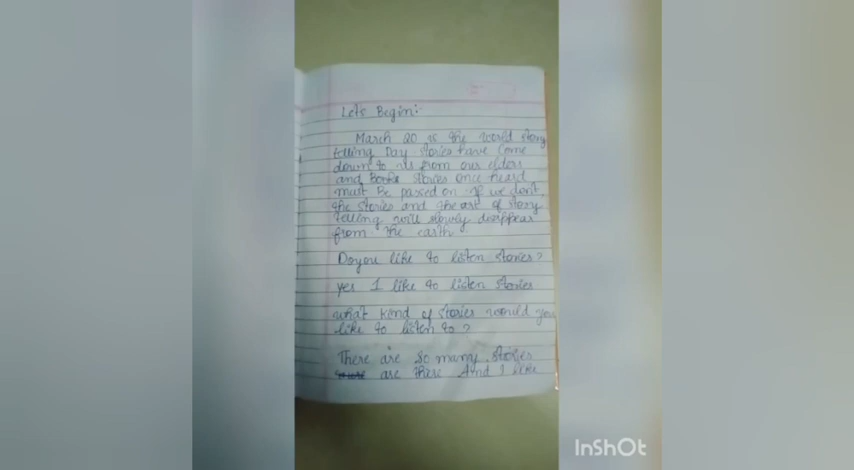 Let's Begin:-
March 20 is the world story
telling Day stories have come
down to us from our elders
and Books stories once heard
must Be passed on. If we don't
the stories and the art of story
telling will slowly disappear
from the earth
Do you like to listen stories?
yes I like to listen stories
what kind of stories would you
like to listen to?
There are so many stories
are there And I like
InShOt